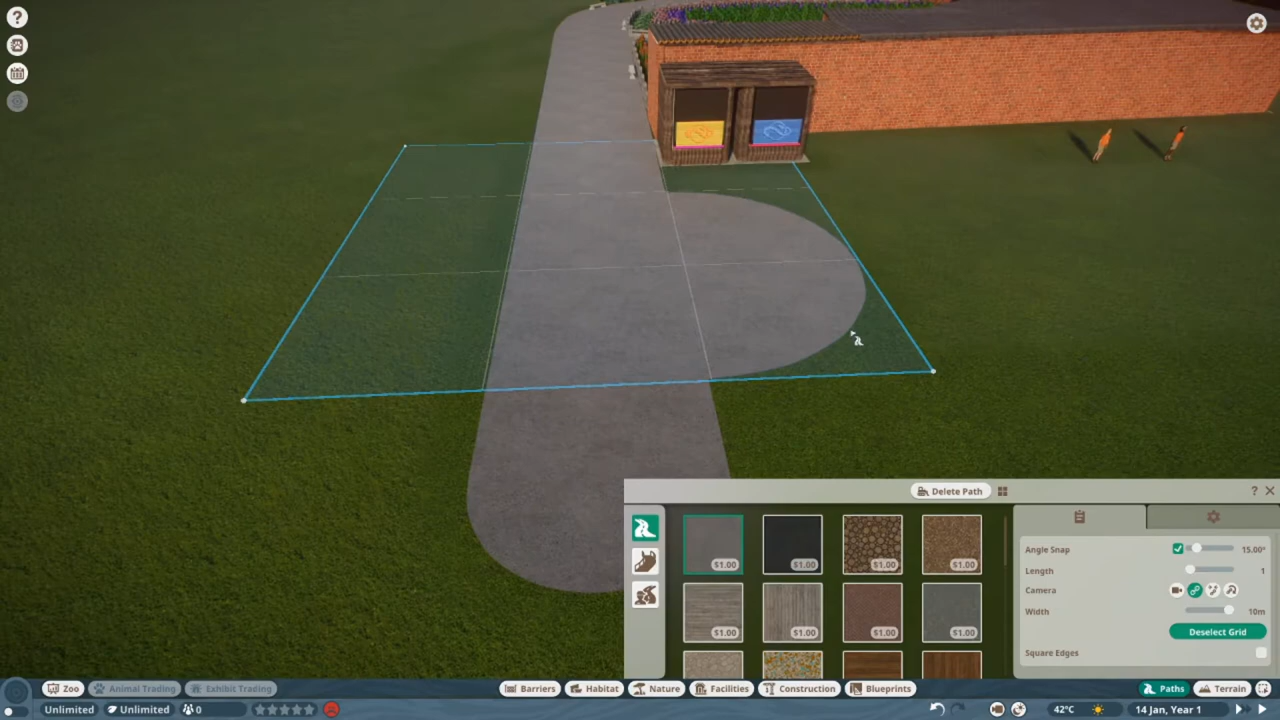 ?
Delete Path
?
$1.00 $1.00 $1.00 $1.00
$1.00 $1.00 $1.00 $1.00
Angle Snap 15.00°
Length 1
Camera
Width 10m
Deselect Grid
Square Edges
Zoo Animal Trading Exhibit Trading Barriers Habitat Nature Facilities Construction Blueprints Paths Terrain
Unlimited Unlimited 0 42°C 14 Jan, Year 1